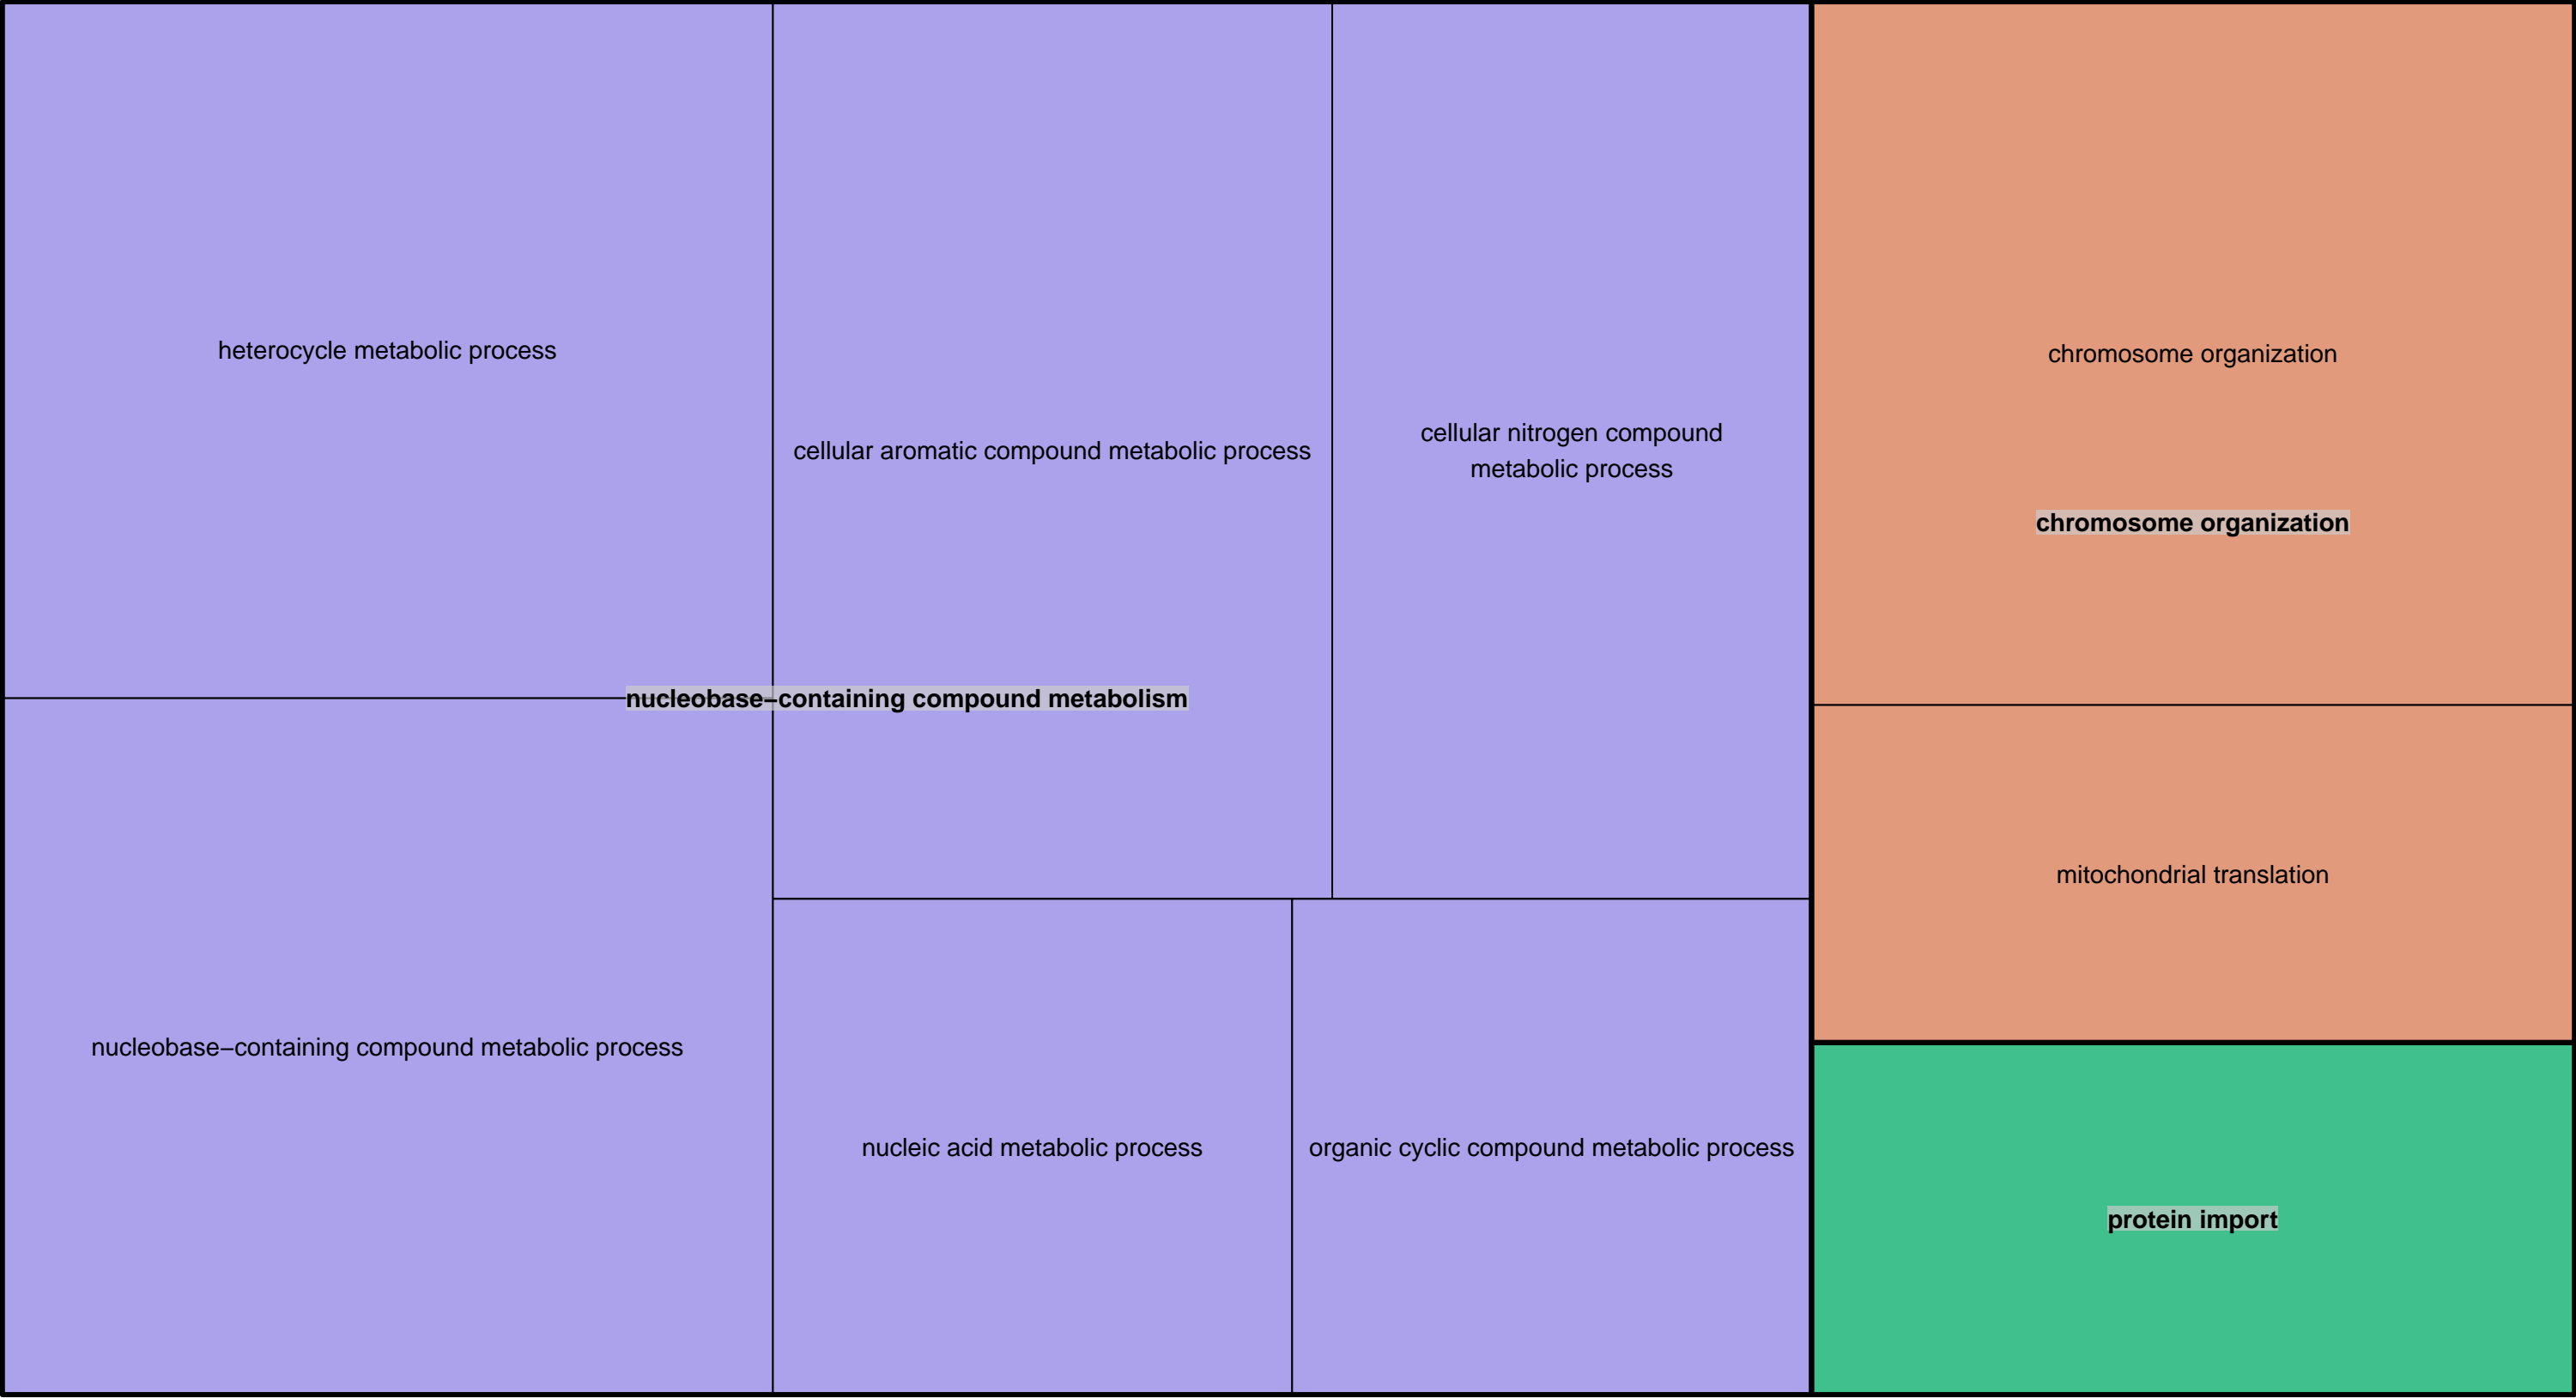 heterocycle metabolic process
cellular aromatic compound metabolic process
cellular nitrogen compound
metabolic process
nucleobase–containing compound metabolism
nucleobase–containing compound metabolic process
nucleic acid metabolic process
organic cyclic compound metabolic process
chromosome organization
chromosome organization
mitochondrial translation
protein import